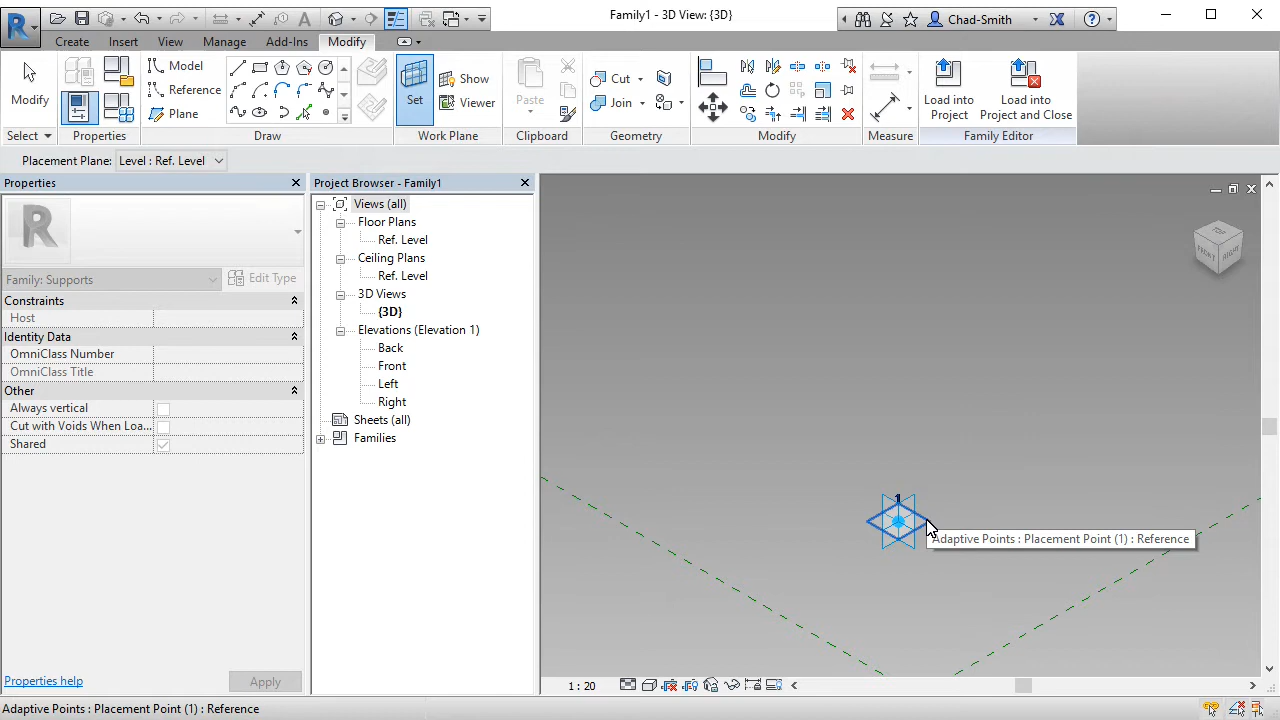 Family1 - 3D View: {3D}
Chad-Smith
Create
Insert
View
Manage
Add-Ins
Modify
Modify
Model
Reference
Plane
Set
Show
Viewer
Paste
Cut
Join
Load into
Project
Load into
Project and Close
Select
Properties
Draw
Work Plane
Clipboard
Geometry
Modify
Measure
Family Editor
Placement Plane:
Level : Ref. Level
Properties
Family: Supports
Edit Type
Constraints
Host
Identity Data
OmniClass Number
OmniClass Title
Other
Always vertical
Cut with Voids When Loa...
Shared
Properties help
Apply
Project Browser - Family1
Views (all)
Floor Plans
Ref. Level
Ceiling Plans
Ref. Level
3D Views
{3D}
Elevations (Elevation 1)
Back
Front
Left
Right
Sheets (all)
Families
TOP
FRONT
1
Adaptive Points : Placement Point (1) : Reference
1 : 20
Adaptive Points : Placement Point (1) : Reference